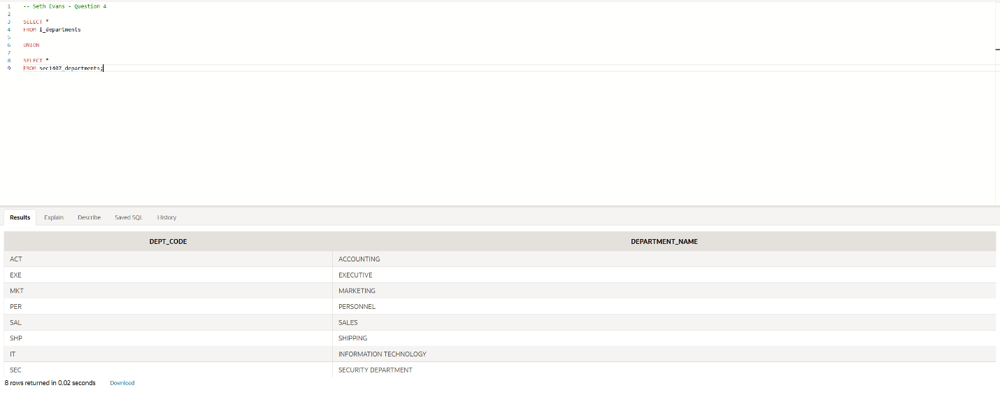 1 -- Seth Evans - Question 4
2
3 SELECT *
4 FROM l_departments
5
6 UNION
7
8 SELECT *
9 FROM sec1407_departments;
Results Explain Describe Saved SQL History
DEPT_CODE DEPARTMENT_NAME
ACT ACCOUNTING
EXE EXECUTIVE
MKT MARKETING
PER PERSONNEL
SAL SALES
SHP SHIPPING
IT INFORMATION TECHNOLOGY
SEC SECURITY DEPARTMENT
8 rows returned in 0.02 seconds Download